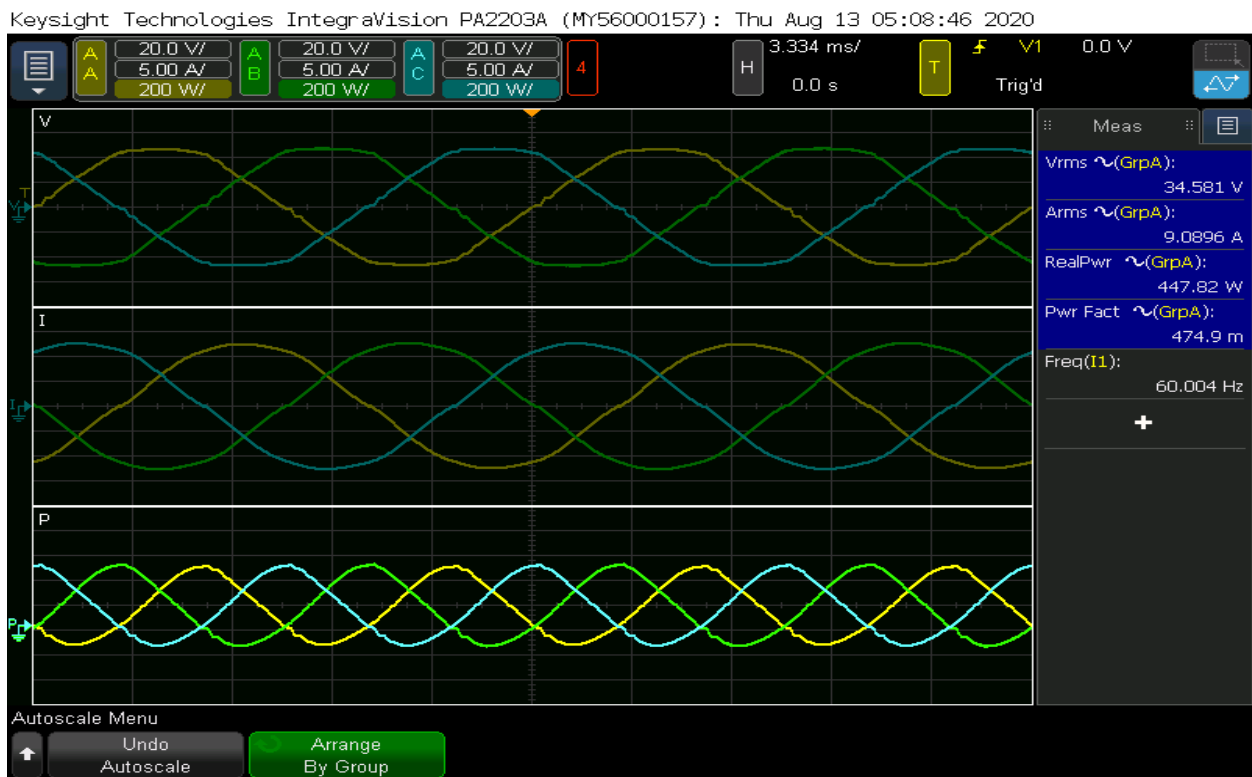 Keysight Technologies IntegraVision PA2203A (MY56000157): Thu Aug 13 05:08:46 2020
A A 20.0 V/ 5.00 A/ 200 W/
A B 20.0 V/ 5.00 A/ 200 W/
A C 20.0 V/ 5.00 A/ 200 W/
4
H 3.334 ms/ 0.0 s
T V1 0.0 V
Trig'd
V
T
V
I
I
P
P
Meas
Vrms (GrpA):
34.581 V
Arms (GrpA):
9.0896 A
RealPwr (GrpA):
447.82 W
Pwr Fact (GrpA):
474.9 m
Freq(I1):
60.004 Hz
+
Autoscale Menu
Undo
Autoscale
Arrange
By Group